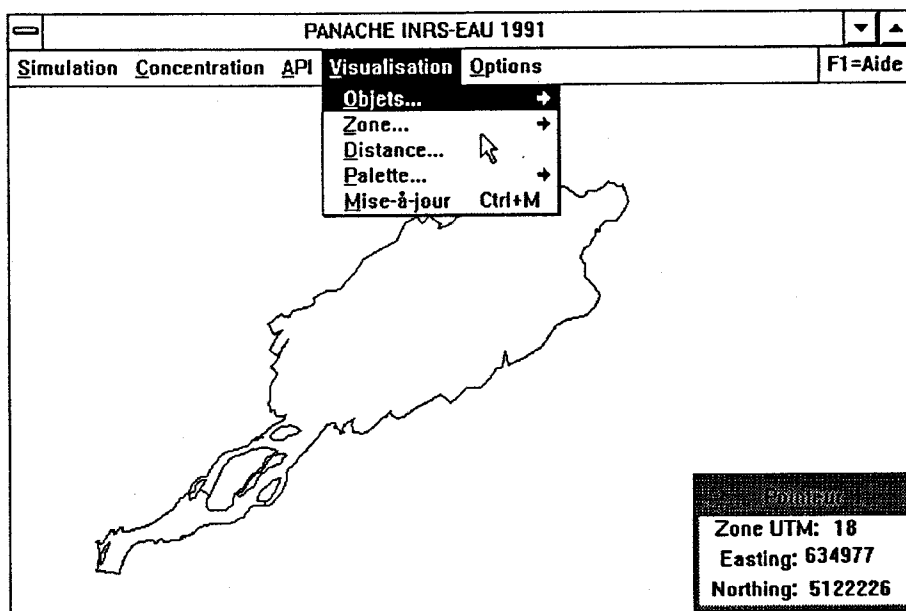 PANACHE INRS-EAU 1991
Simulation Concentration API Visualisation Options F1=Aide
Objets...
Zone...
Distance...
Palette...
Mise-à-jour Ctrl+M
Pointeur
Zone UTM: 18
Easting: 634977
Northing: 5122226